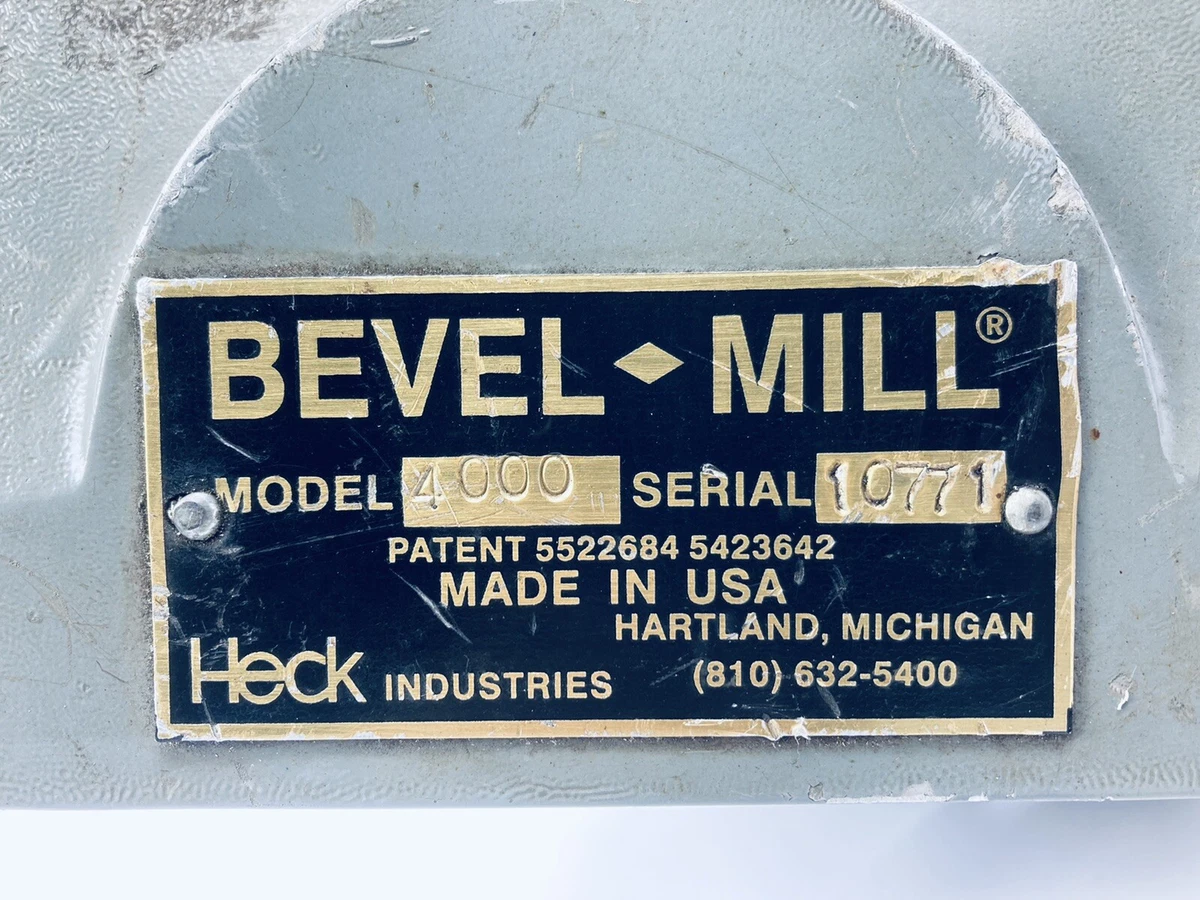 BEVEL◆MILL®
MODEL 4000 SERIAL 10771
PATENT 5522684 5423642
MADE IN USA
HARTLAND, MICHIGAN
Heck INDUSTRIES (810) 632-5400